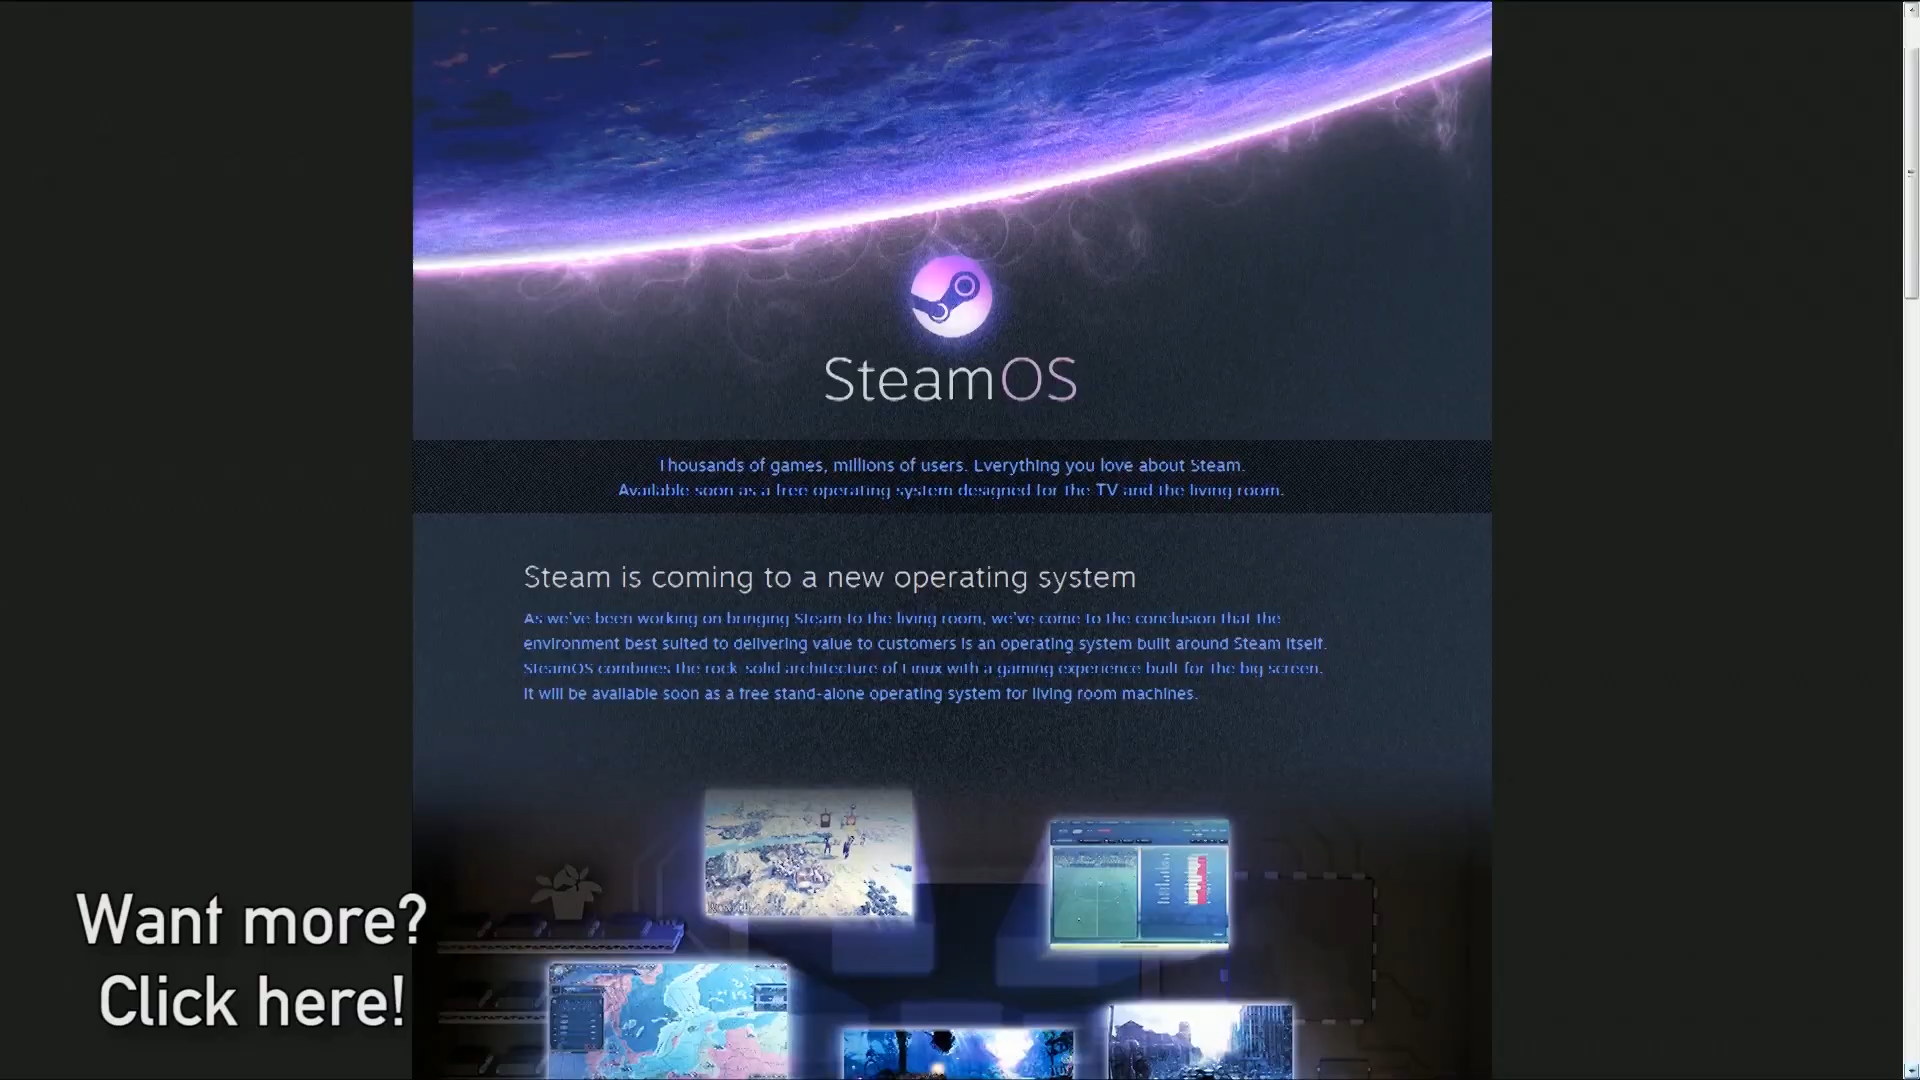 SteamOS
Thousands of games, millions of users. Everything you love about Steam.
Available soon as a free operating system designed for the TV and the living room.
Steam is coming to a new operating system
As we've been working on bringing Steam to the living room, we've come to the conclusion that the
environment best suited to delivering value to customers is an operating system built around Steam itself.
SteamOS combines the rock-solid architecture of Linux with a gaming experience built for the big screen.
It will be available soon as a free stand-alone operating system for living room machines.
Want more?
Click here!